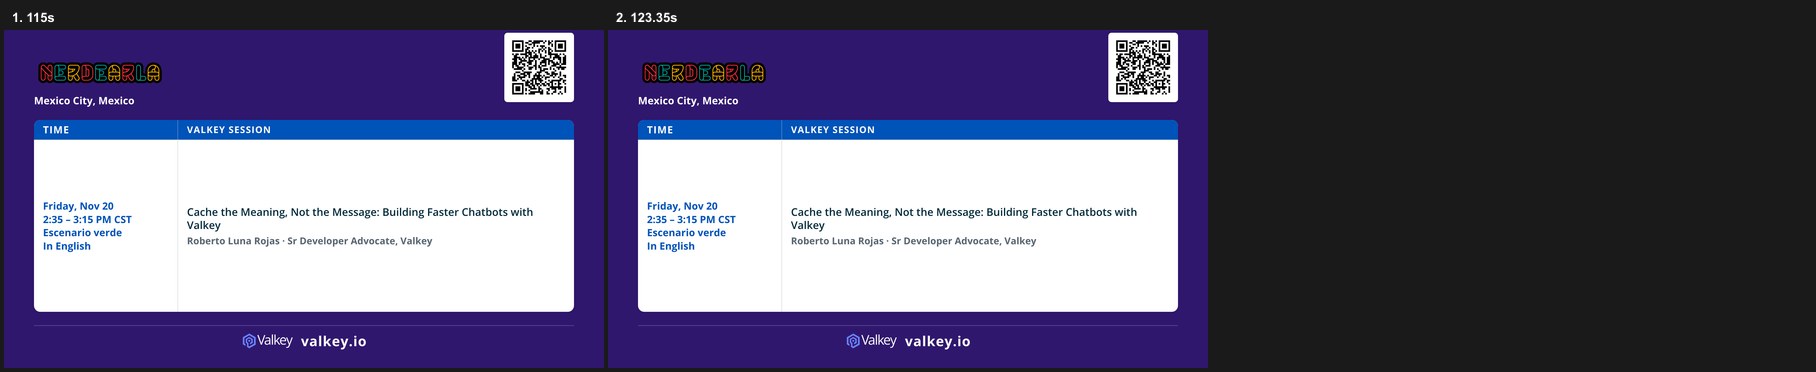 1. 115s
NERDEARLA
Mexico City, Mexico
TIME
VALKEY SESSION
Friday, Nov 20
2:35 – 3:15 PM CST
Escenario verde
In English
Cache the Meaning, Not the Message: Building Faster Chatbots with
Valkey
Roberto Luna Rojas · Sr Developer Advocate, Valkey
Valkey
valkey.io
2. 123.35s
NERDEARLA
Mexico City, Mexico
TIME
VALKEY SESSION
Friday, Nov 20
2:35 – 3:15 PM CST
Escenario verde
In English
Cache the Meaning, Not the Message: Building Faster Chatbots with
Valkey
Roberto Luna Rojas · Sr Developer Advocate, Valkey
Valkey
valkey.io